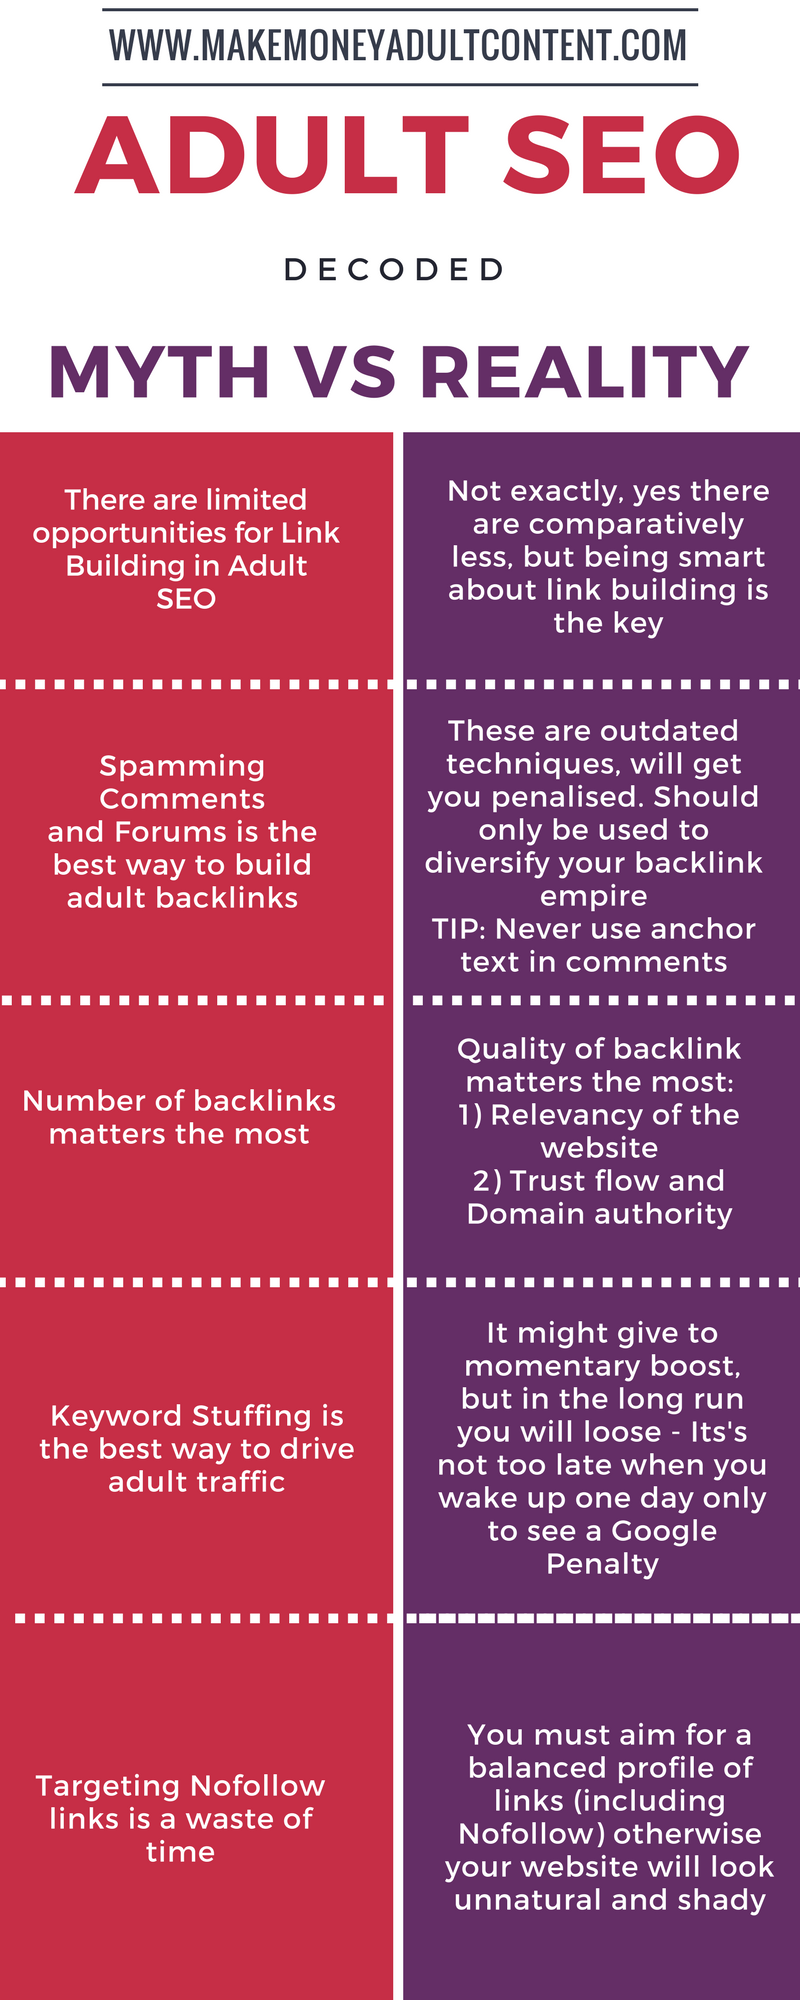 WWW.MAKEMONEYADULTCONTENT.COM
ADULT SEO
DECODED
MYTH VS REALITY
There are limited
opportunities for Link
Building in Adult
SEO
Not exactly, yes there
are comparatively
less, but being smart
about link building is
the key
Spamming
Comments
and Forums is the
best way to build
adult backlinks
These are outdated
techniques, will get
you penalised. Should
only be used to
diversify your backlink
empire
TIP: Never use anchor
text in comments
Number of backlinks
matters the most
Quality of backlink
matters the most:
1) Relevancy of the
website
2) Trust flow and
Domain authority
Keyword Stuffing is
the best way to drive
adult traffic
It might give to
momentary boost,
but in the long run
you will loose - Its's
not too late when you
wake up one day only
to see a Google
Penalty
Targeting Nofollow
links is a waste of
time
You must aim for a
balanced profile of
links (including
Nofollow) otherwise
your website will look
unnatural and shady